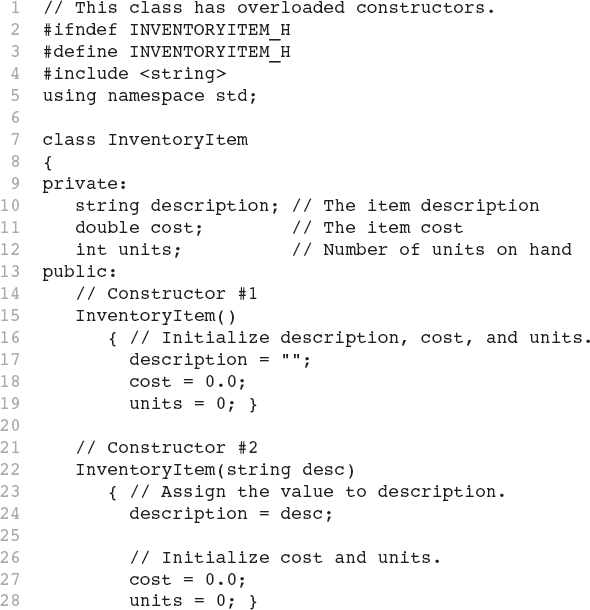 1 // This class has overloaded constructors.
2 #ifndef INVENTORYITEM_H
3 #define INVENTORYITEM_H
4 #include <string>
5 using namespace std;
6
7 class InventoryItem
8 {
9 private:
10    string description; // The item description
11    double cost;        // The item cost
12    int units;          // Number of units on hand
13 public:
14    // Constructor #1
15    InventoryItem()
16       { // Initialize description, cost, and units.
17         description = "";
18         cost = 0.0;
19         units = 0; }
20
21    // Constructor #2
22    InventoryItem(string desc)
23       { // Assign the value to description.
24         description = desc;
25
26         // Initialize cost and units.
27         cost = 0.0;
28         units = 0; }